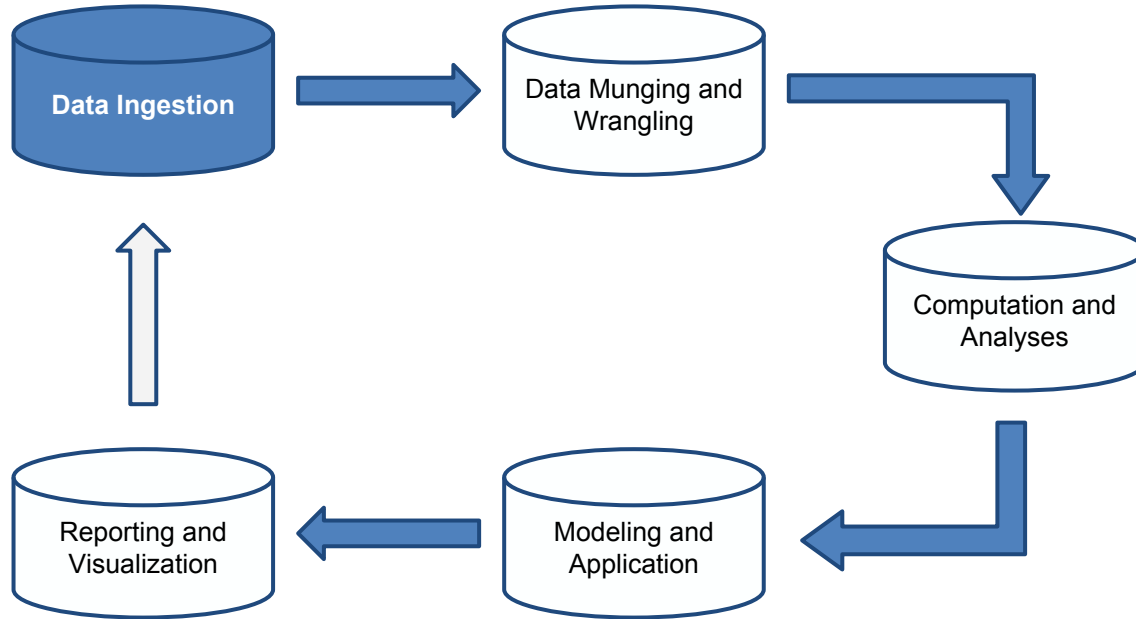 Data Ingestion
Data Munging and
Wrangling
Computation and
Analyses
Modeling and
Application
Reporting and
Visualization